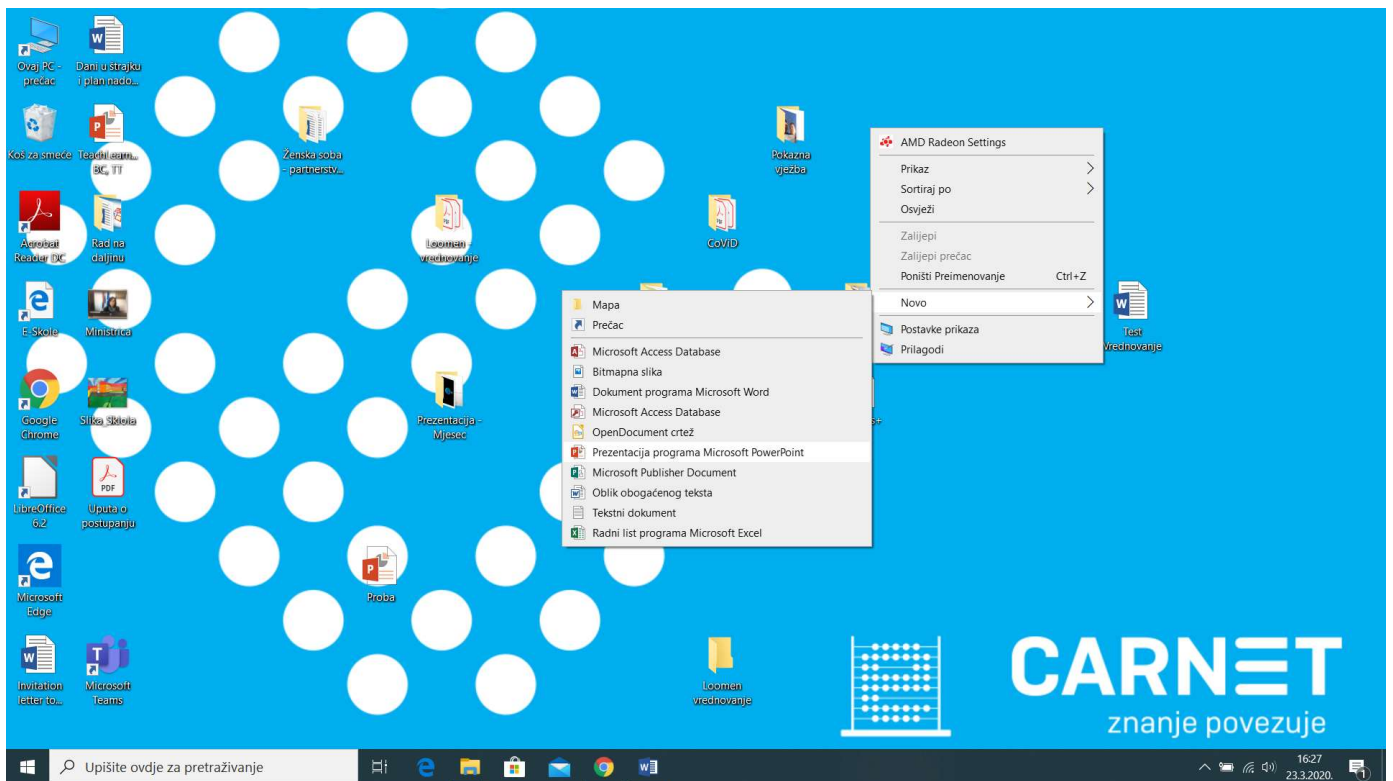 Ovaj PC -
prečac
Dani u štrajku
i plan nado...
Koš za smeće
TeachLearn...
BC, TT
Ženska soba
- partnerstv...
Pokazna
vježba
Acrobat
Reader DC
Rad na
daljinu
Loomen -
vrednovanje
CoViD
E-Škole
Ministrica
Test
Vrednovanje
Google
Chrome
Slika_Skiola
Prezentacija -
Mjesec
LibreOffice
6.2
PDF
Uputa o
postupanju
Microsoft
Edge
Proba
Invitation
letter to...
Microsoft
Teams
Loomen
vrednovanje
AMD Radeon Settings
Prikaz
Sortiraj po
Osvježi
Zalijepi
Zalijepi prečac
Poništi Preimenovanje Ctrl+Z
Novo
Postavke prikaza
Prilagodi
Mapa
Prečac
Microsoft Access Database
Bitmapna slika
Dokument programa Microsoft Word
Microsoft Access Database
OpenDocument crtež
Prezentacija programa Microsoft PowerPoint
Microsoft Publisher Document
Oblik obogaćenog teksta
Tekstni dokument
Radni list programa Microsoft Excel
CARNET
znanje povezuje
Upišite ovdje za pretraživanje
16:27
23.3.2020.
1